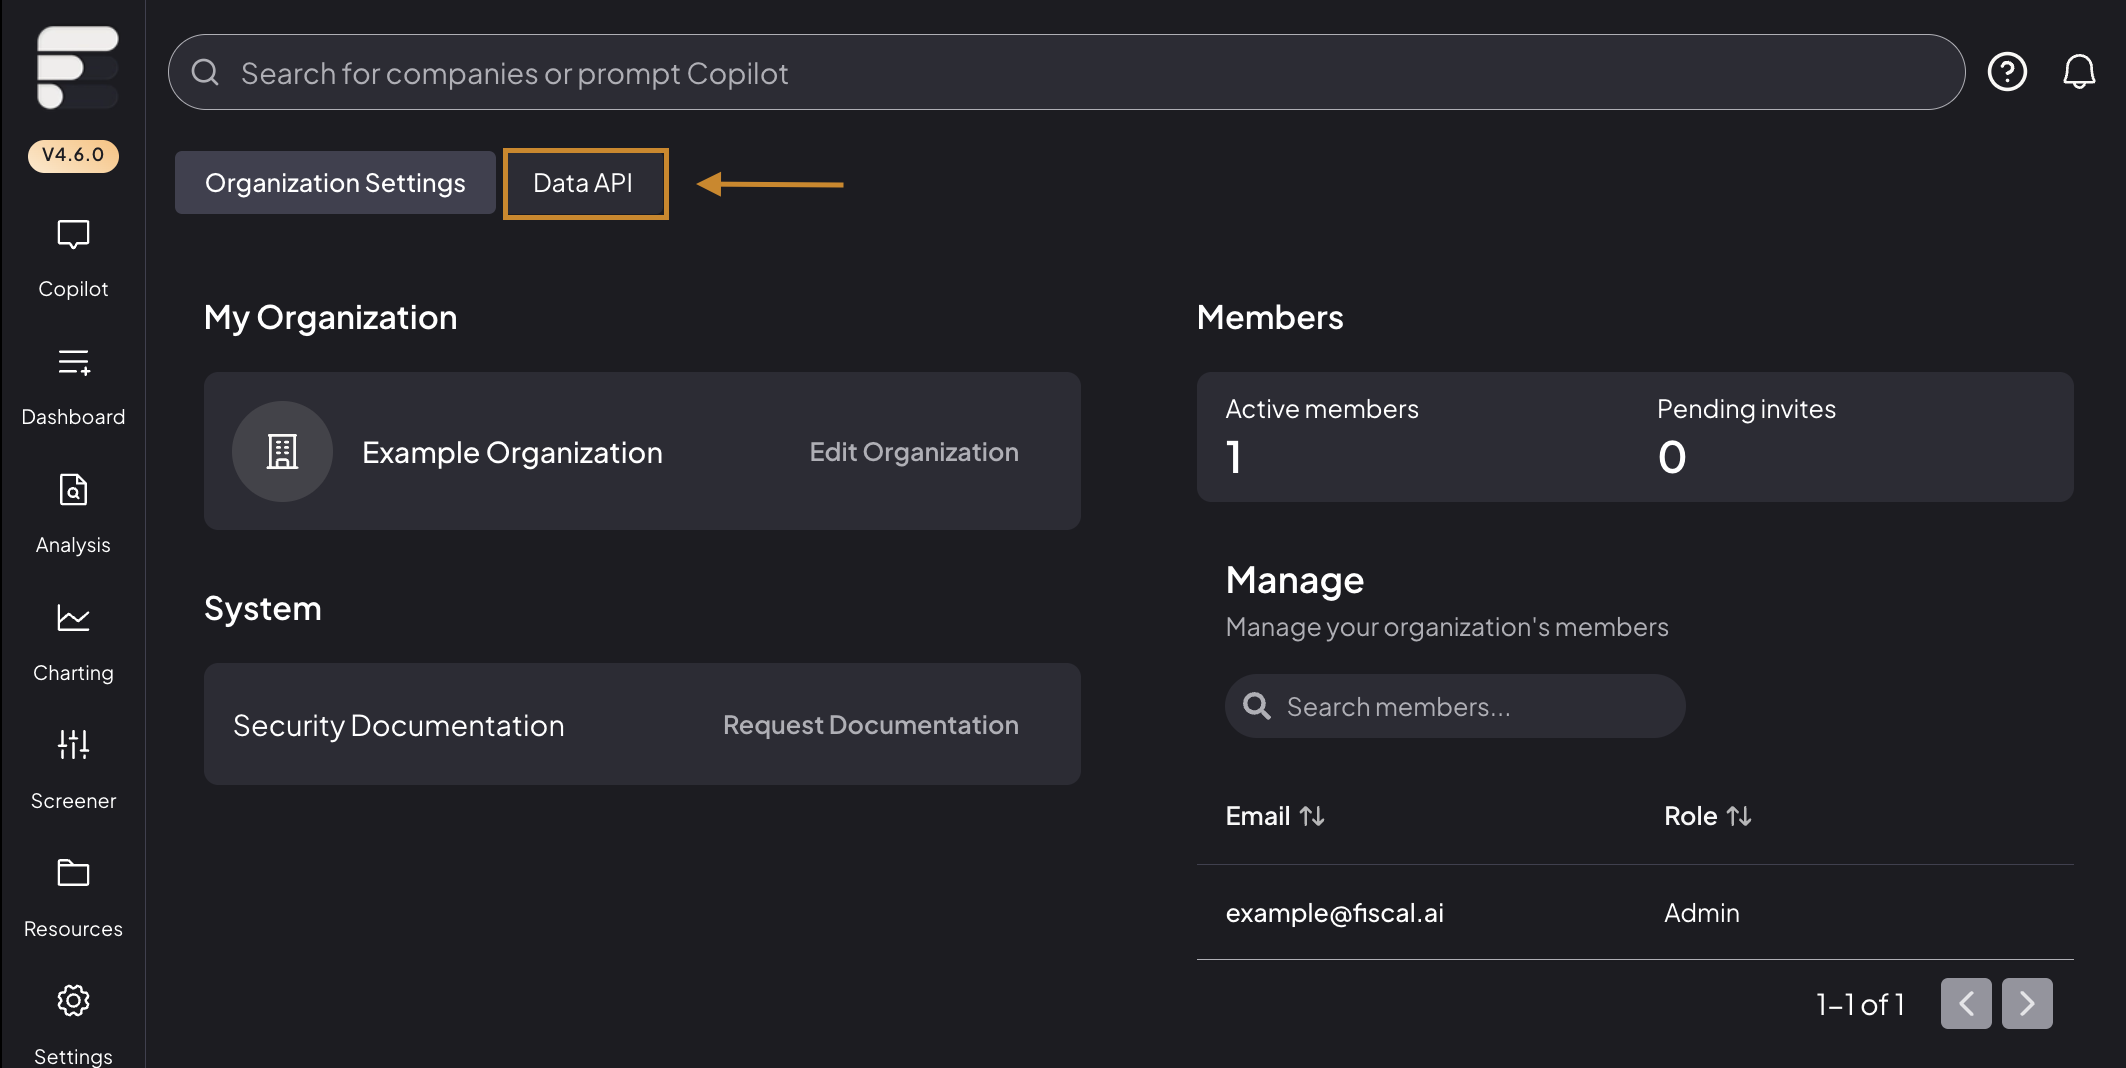 Search for companies or prompt Copilot
V4.6.0
Copilot
Dashboard
Analysis
Charting
Screener
Resources
Settings
Organization Settings
Data API
My Organization
Example Organization
Edit Organization
System
Security Documentation
Request Documentation
Members
Active members
1
Pending invites
0
Manage
Manage your organization's members
Search members...
Email
Role
example@fiscal.ai
Admin
1–1 of 1